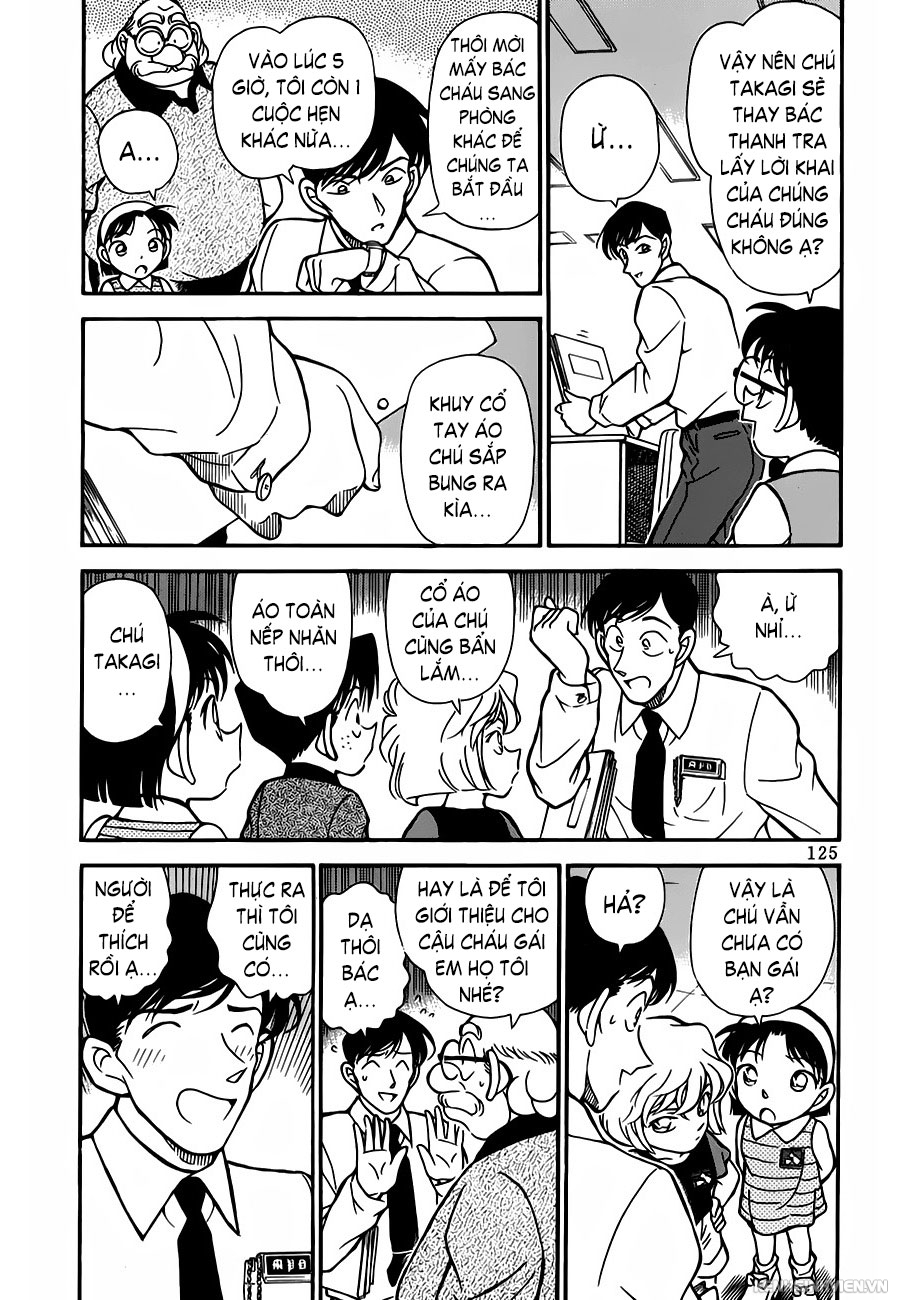 VẬY NÊN CHÚ
TAKAGI SẼ
THAY BÁC
THANH TRA
LẤY LỜI KHAI
CỦA CHÚNG
CHÁU ĐÚNG
KHÔNG Ạ?
Ừ...
THÔI MỜI
MẤY BÁC
CHÁU SANG
PHÒNG
KHÁC ĐỂ
CHÚNG TA
BẮT ĐẦU
...
VÀO LÚC 5
GIỜ, TÔI CÒN 1
CUỘC HẸN
KHÁC NỮA...
A...
KHUY CỔ
TAY ÁO
CHÚ SẮP
BUNG RA
KÌA...
À, Ừ
NHỈ...
CỔ ÁO
CỦA CHÚ
CŨNG BẨN
LẮM...
ÁO TOÀN
NẾP NHĂN
THÔI...
CHÚ
TAKAGI
...
MPD
125
VẬY LÀ
CHÚ VẪN
CHƯA CÓ
BẠN GÁI
Ạ?
HẢ?
HAY LÀ ĐỂ TÔI
GIỚI THIỆU CHO
CẬU CHÁU GÁI
EM HỌ TÔI
NHÉ?
DẠ
THÔI
BÁC
Ạ...
THỰC RA
THÌ TÔI
CŨNG
CÓ...
NGƯỜI
ĐỂ
THÍCH
RỒI Ạ...
MPD